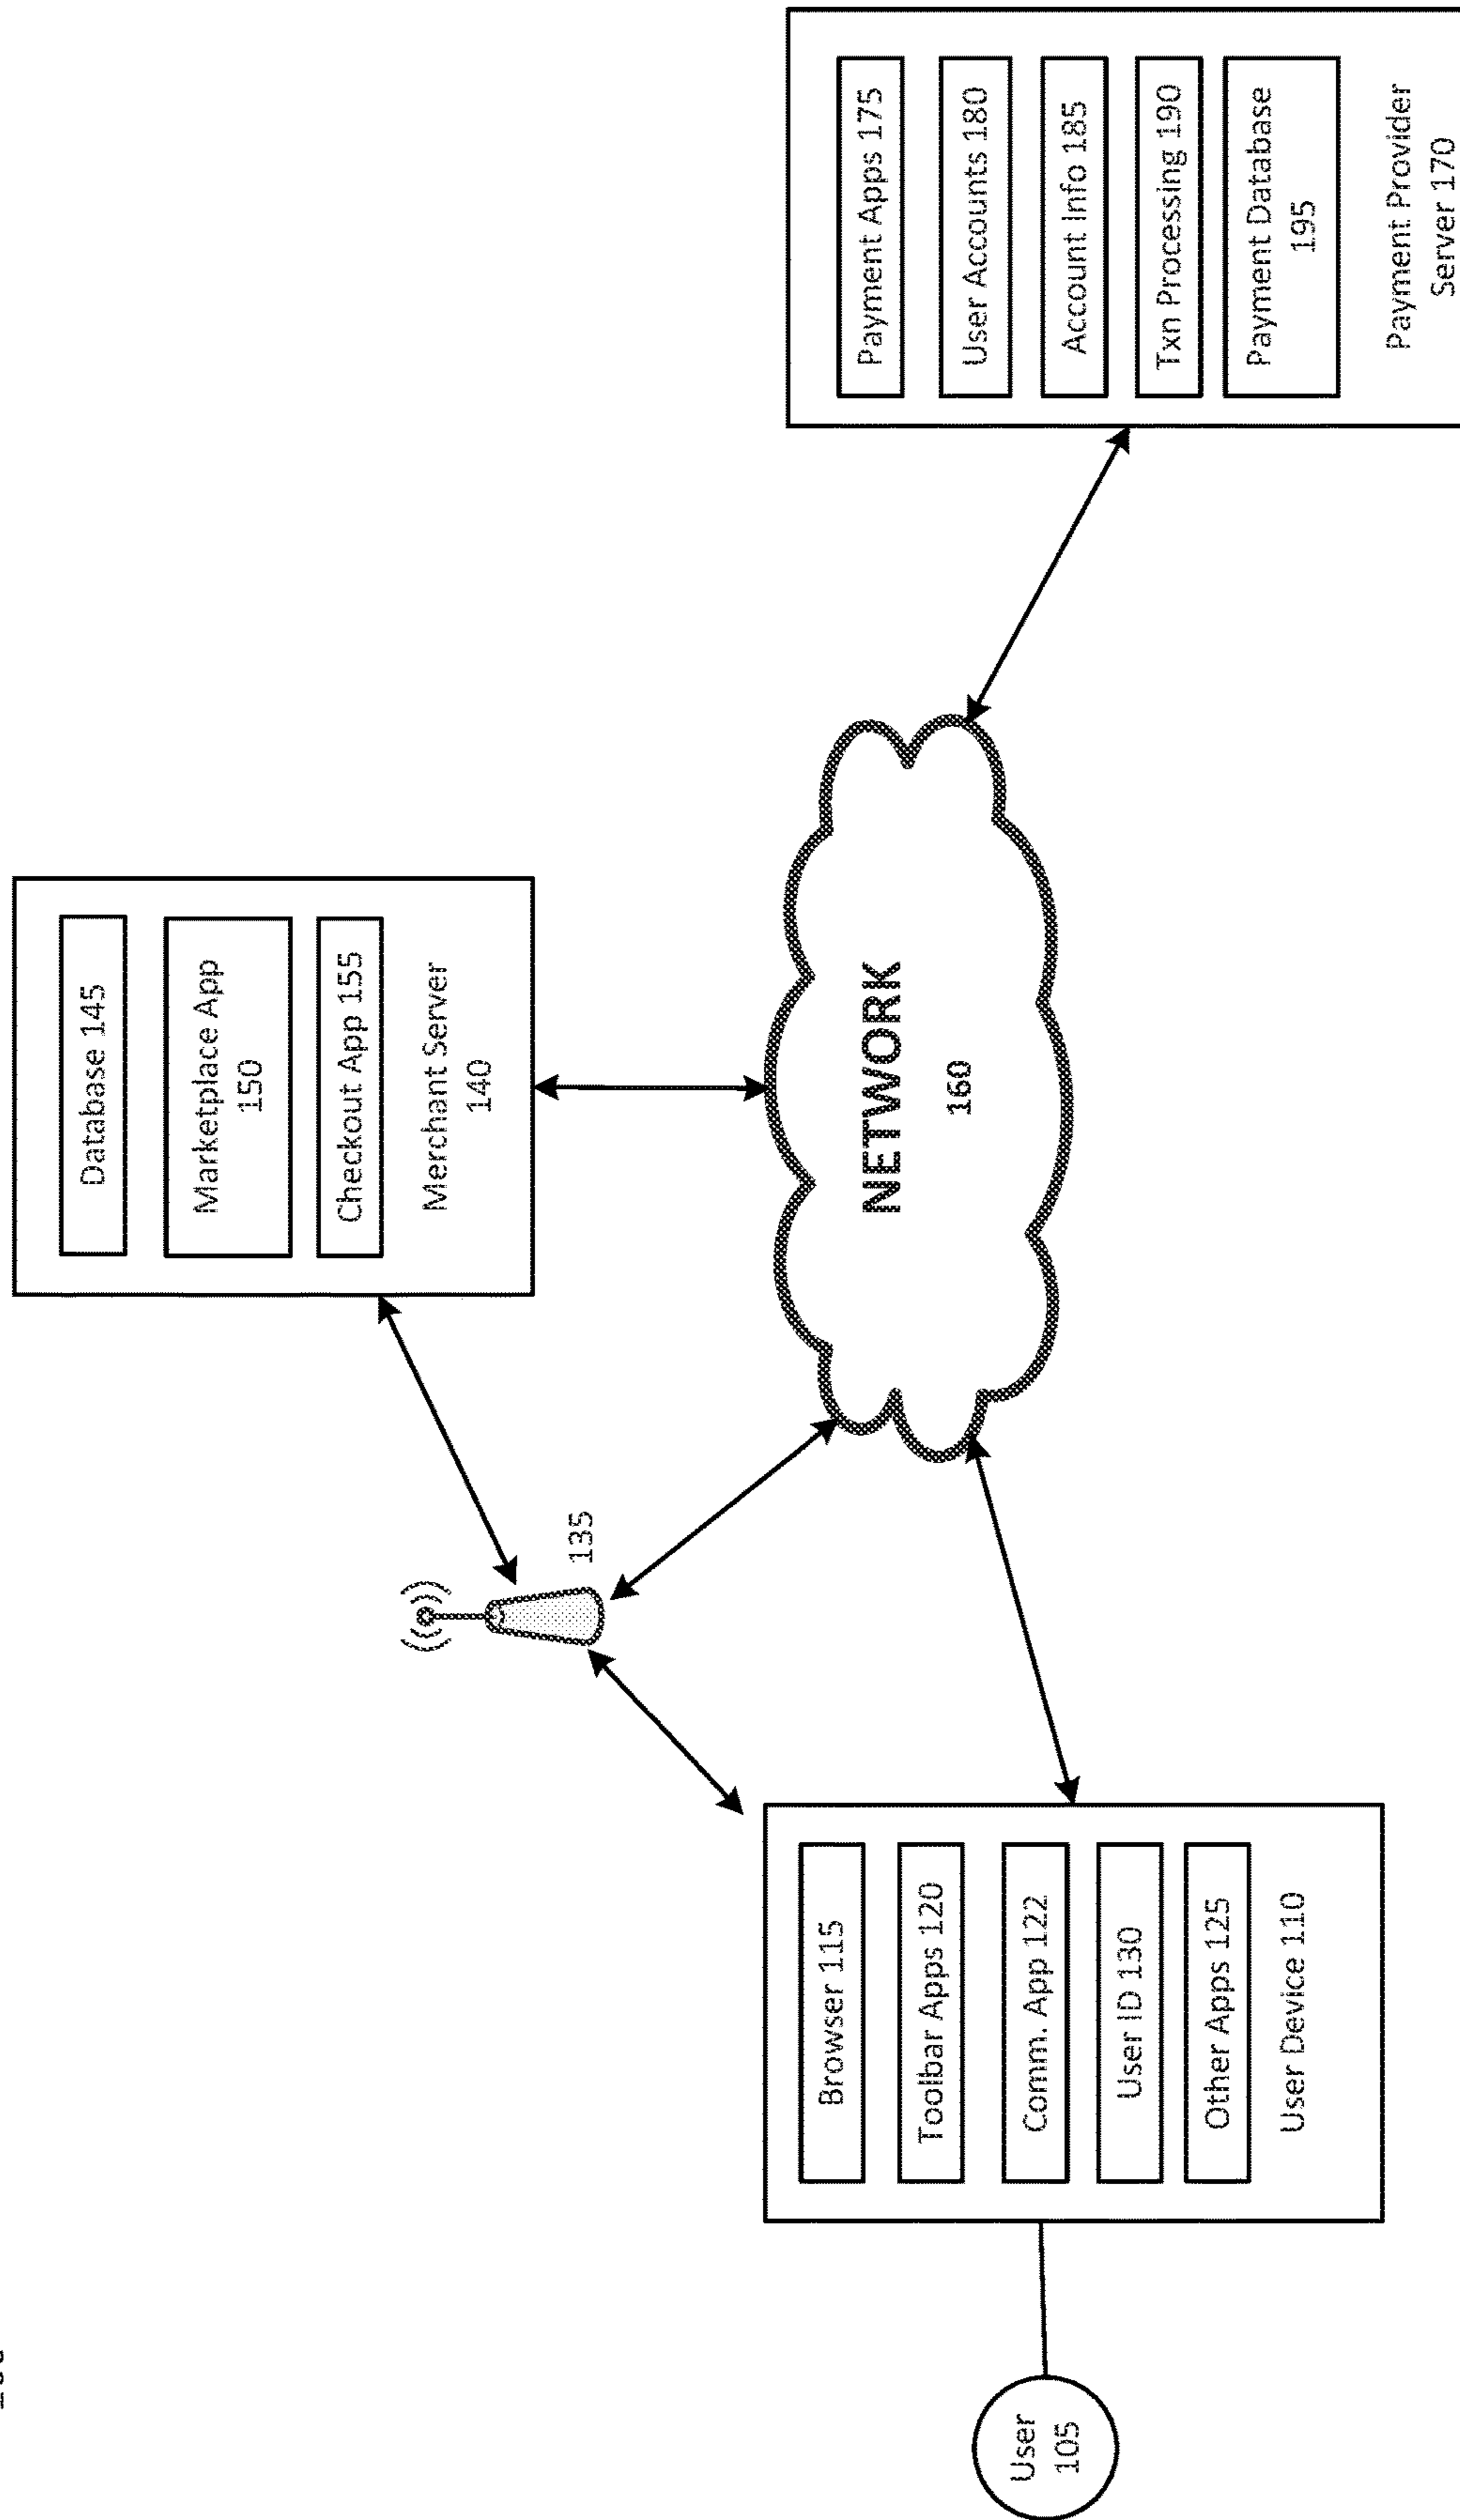 Database 145
Marketplace App
150
Checkout App 155
Merchant Server
140
135
Browser 115
Toolbar Apps 120
Comm. App 122
User ID 130
Other Apps 125
User Device 110
User
105
NETWORK
160
Payment Apps 175
User Accounts 180
Account Info 185
Txn Processing 190
Payment Database
195
Payment Provider
Server 170